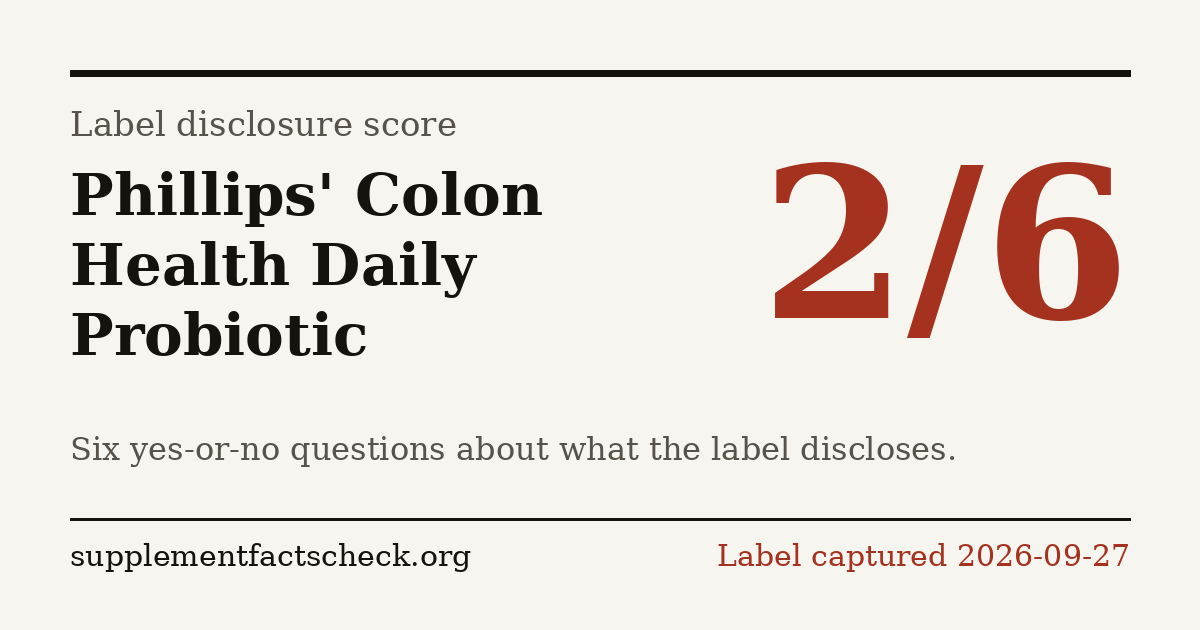 Label disclosure score
Phillips' Colon
Health Daily
Probiotic
2/6
Six yes-or-no questions about what the label discloses.
supplementfactscheck.org
Label captured 2026-09-27